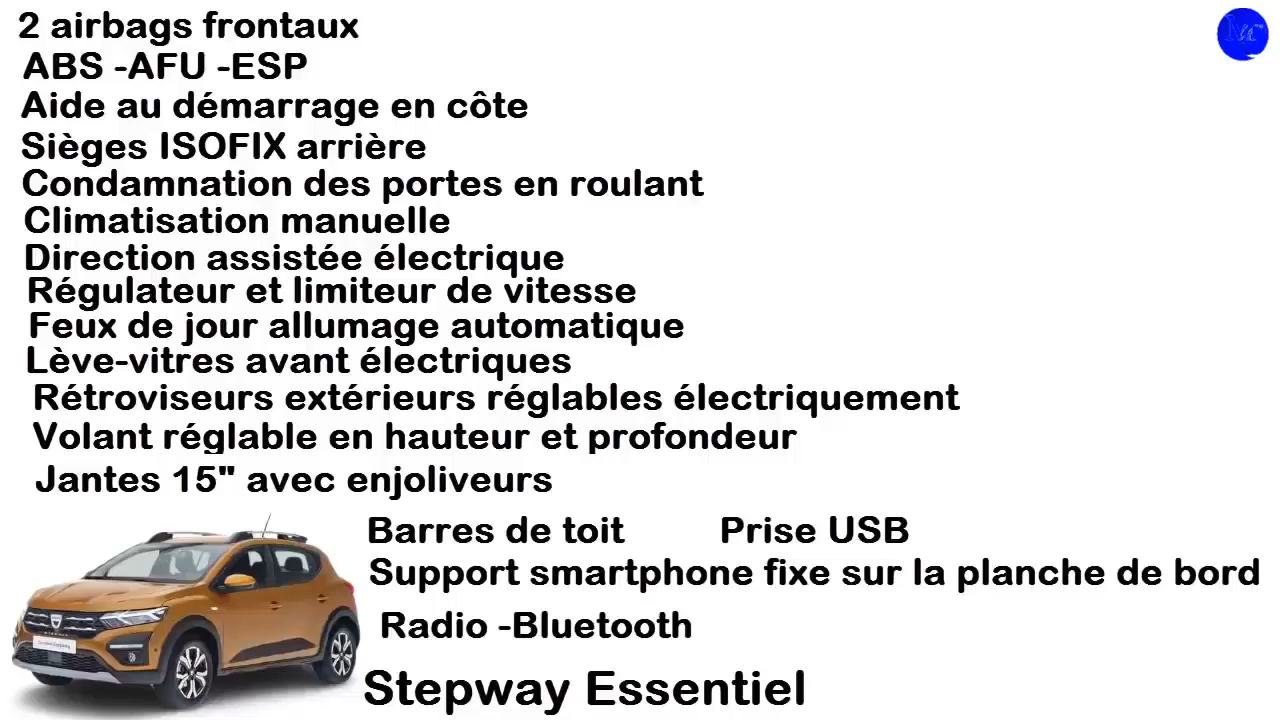 2 airbags frontaux
ABS -AFU -ESP
Aide au démarrage en côte
Sièges ISOFIX arrière
Condamnation des portes en roulant
Climatisation manuelle
Direction assistée électrique
Régulateur et limiteur de vitesse
Feux de jour allumage automatique
Lève-vitres avant électriques
Rétroviseurs extérieurs réglables électriquement
Volant réglable en hauteur et profondeur
Jantes 15" avec enjoliveurs
Barres de toit Prise USB
Support smartphone fixe sur la planche de bord
Radio -Bluetooth
Stepway Essentiel